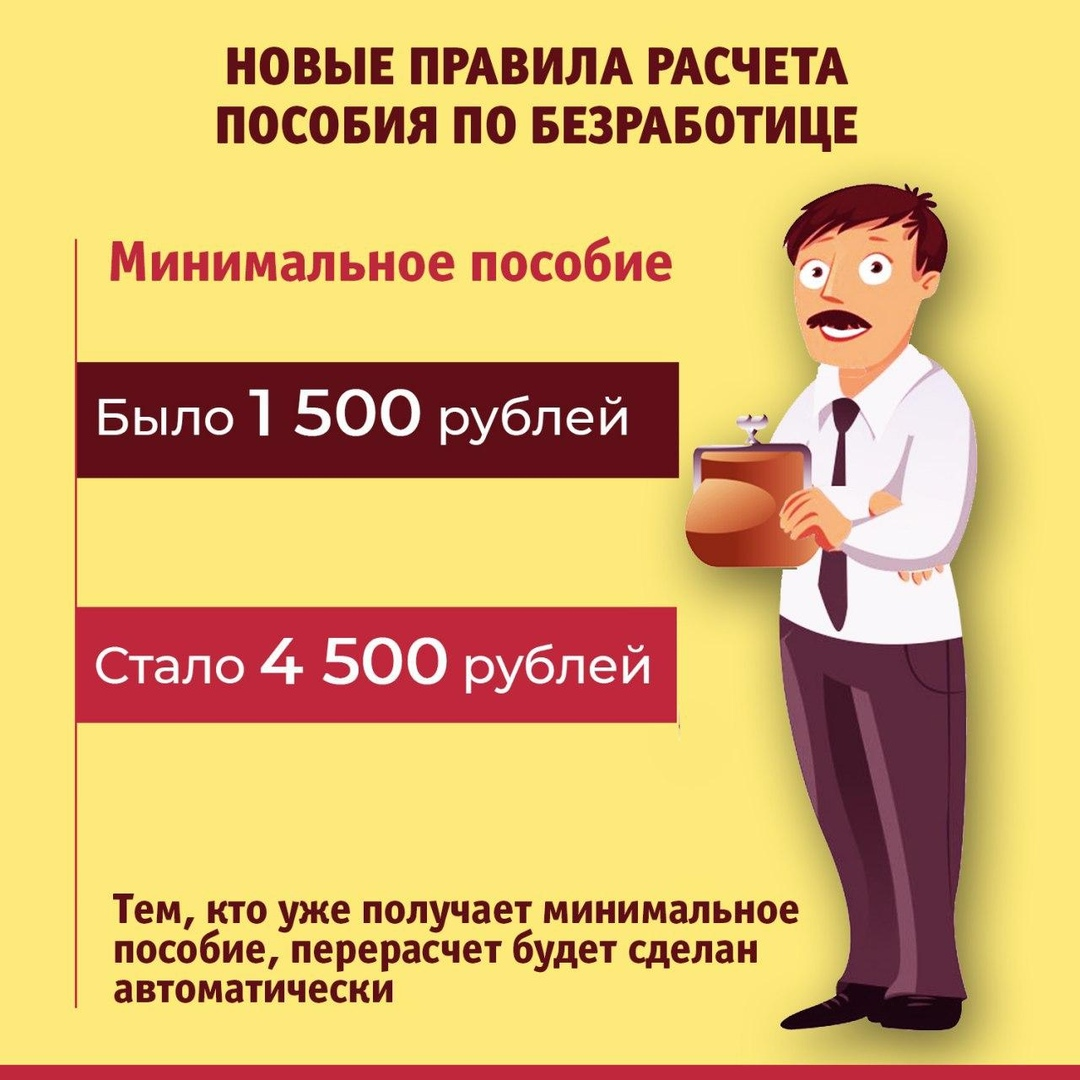 НОВЫЕ ПРАВИЛА РАСЧЕТА
ПОСОБИЯ ПО БЕЗРАБОТИЦЕ
Минимальное пособие
Было 1 500 рублей
Стало 4 500 рублей
Тем, кто уже получает минимальное
пособие, перерасчет будет сделан
автоматически